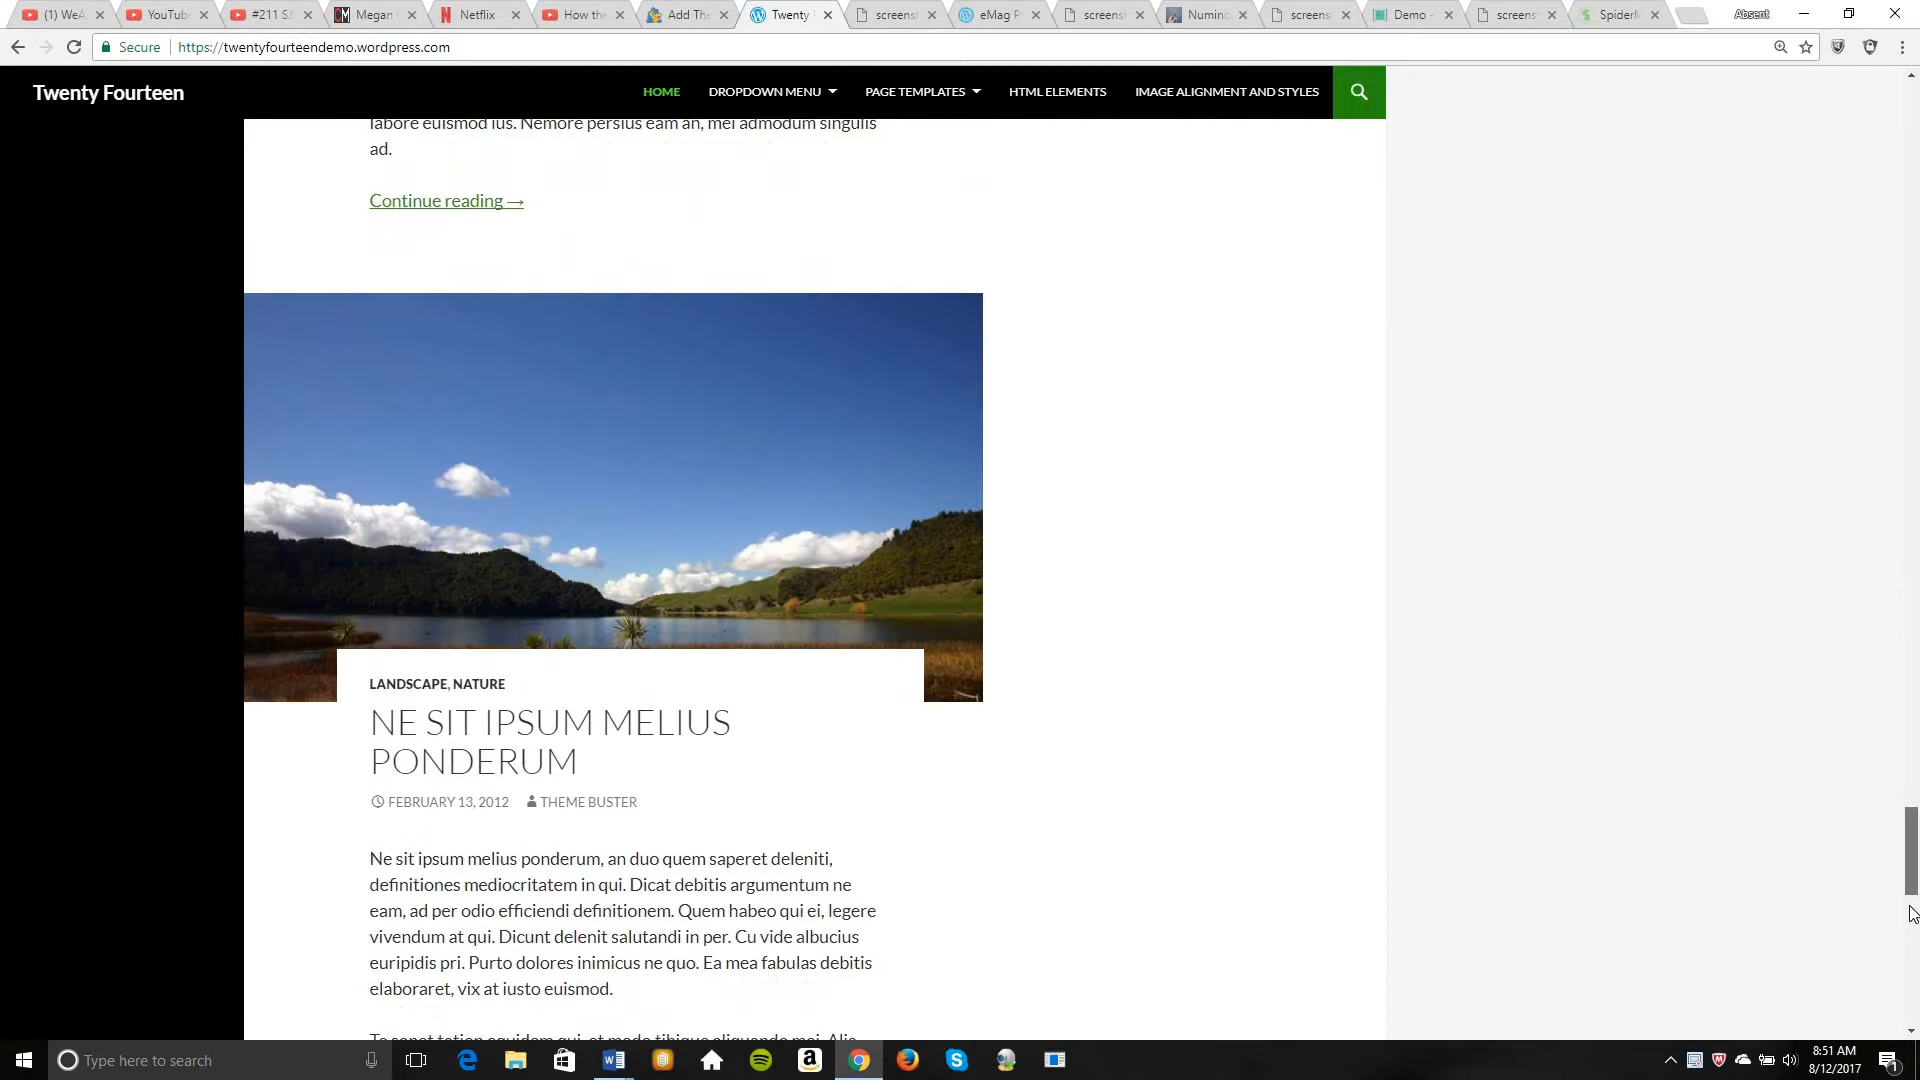 (1) WeA
YouTube
#211 SJ
Megan
Netflix
How the
Add The
Twenty
screens
eMag P
screens
Numino
screens
Demo -
screens
SpiderM
Absent
Secure
https://twentyfourteendemo.wordpress.com
Twenty Fourteen
HOME
DROPDOWN MENU
PAGE TEMPLATES
HTML ELEMENTS
IMAGE ALIGNMENT AND STYLES
labore euismod ius. Nemore persius eam an, mei admodum singulis
ad.
Continue reading →
LANDSCAPE, NATURE
NE SIT IPSUM MELIUS
PONDERUM
FEBRUARY 13, 2012
THEME BUSTER
Ne sit ipsum melius ponderum, an duo quem saperet deleniti,
definitiones mediocritatem in qui. Dicat debitis argumentum ne
eam, ad per odio efficiendi definitionem. Quem habeo qui ei, legere
vivendum at qui. Dicunt delenit salutandi in per. Cu vide albucius
euripidis pri. Purto dolores inimicus ne quo. Ea mea fabulas debitis
elaboraret, vix at iusto euismod.
Type here to search
8:51 AM
8/12/2017